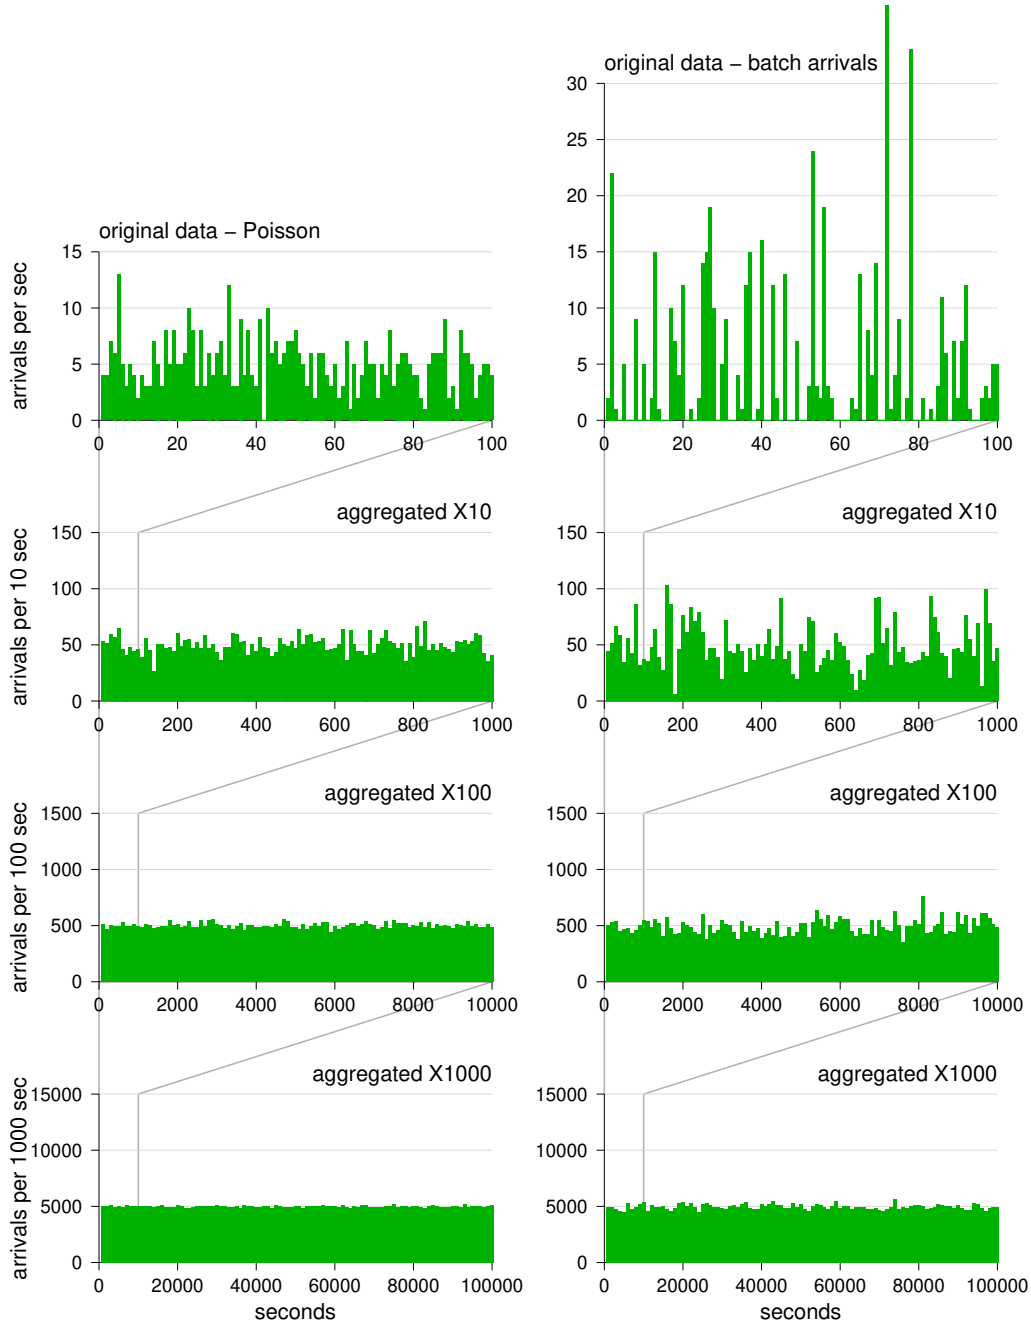 original data – batch arrivals
30
25
20
15
10
5
0
0 20 40 60 80 100
original data – Poisson
arrivals per sec
15
10
5
0
0 20 40 60 80 100
aggregated X10
arrivals per 10 sec
150
100
50
0
0 200 400 600 800 1000
aggregated X10
150
100
50
0
0 200 400 600 800 1000
aggregated X100
arrivals per 100 sec
1500
1000
500
0
0 2000 4000 6000 8000 10000
aggregated X100
1500
1000
500
0
0 2000 4000 6000 8000 10000
aggregated X1000
arrivals per 1000 sec
15000
10000
5000
0
0 20000 40000 60000 80000 100000
seconds
aggregated X1000
15000
10000
5000
0
0 20000 40000 60000 80000 100000
seconds